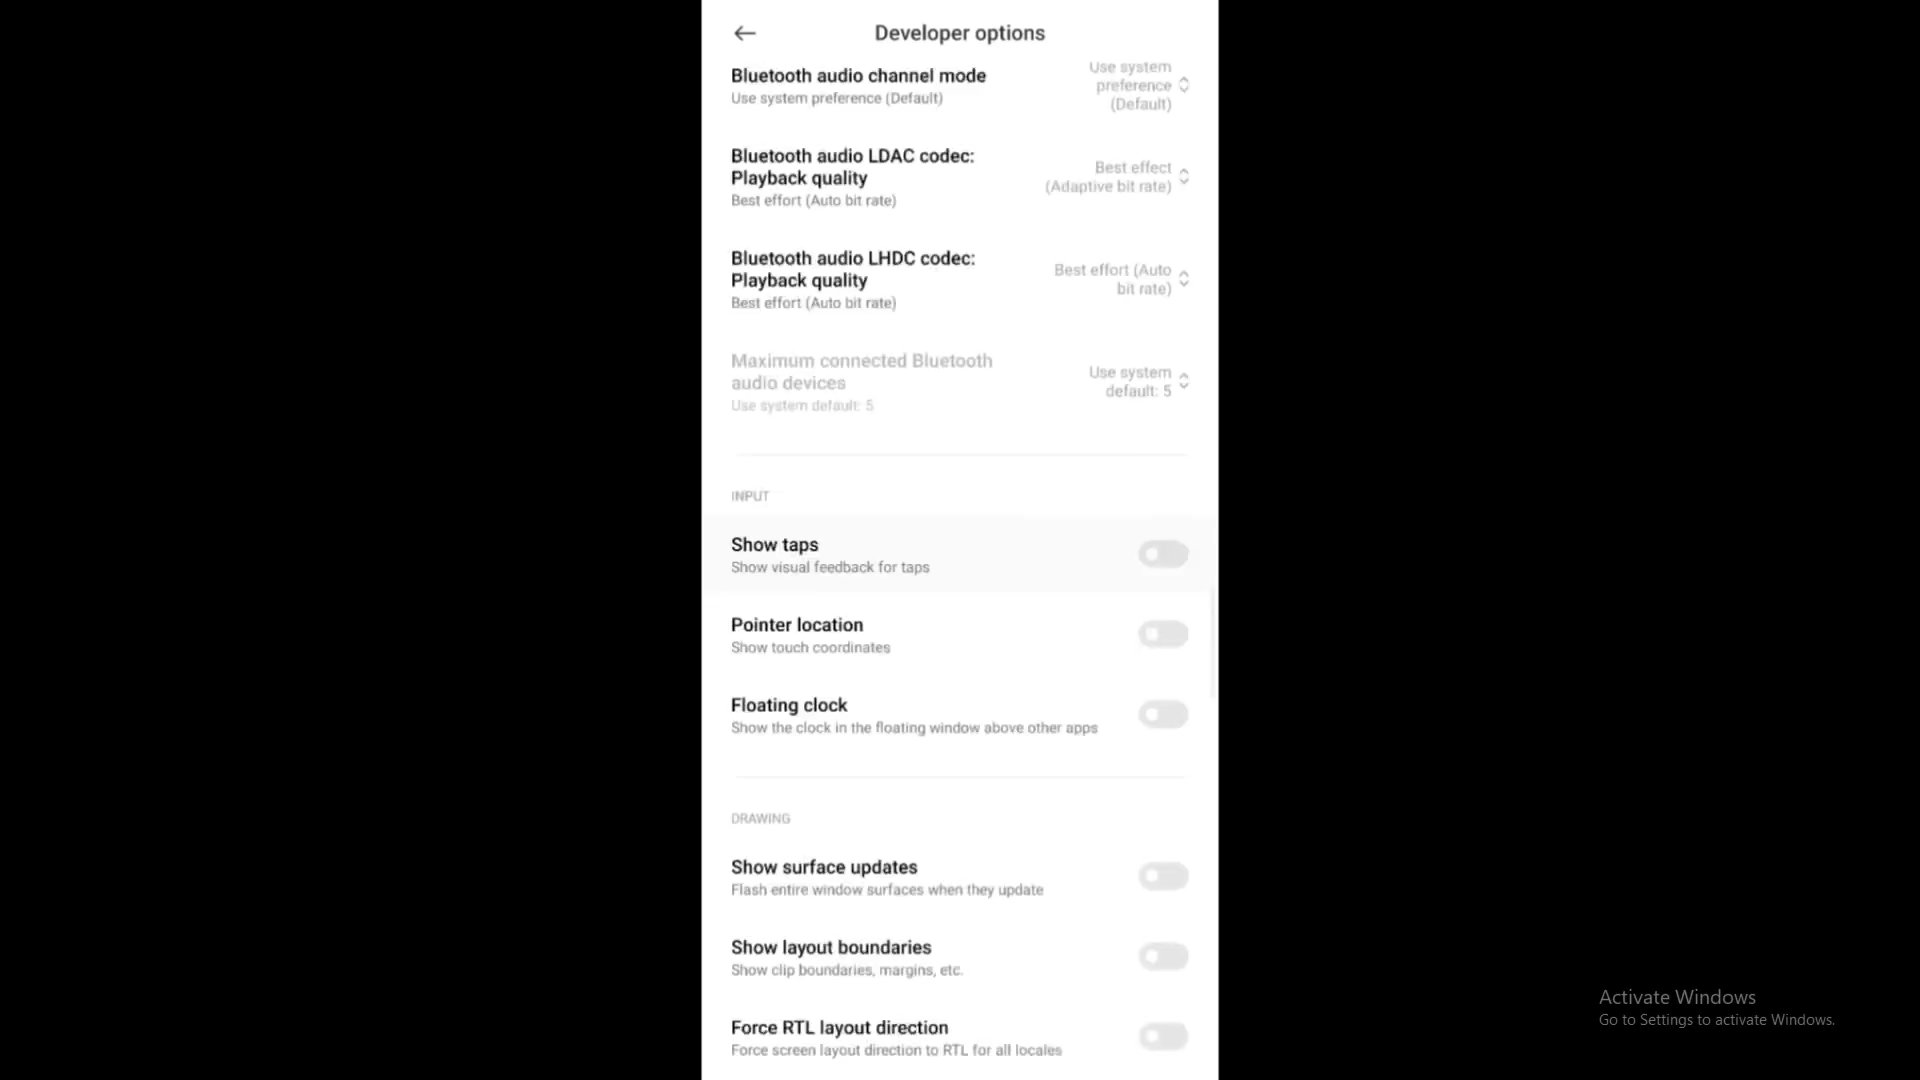 Developer options
Bluetooth audio channel mode
Use system preference (Default)
Use system
preference
(Default)
Bluetooth audio LDAC codec:
Playback quality
Best effort (Auto bit rate)
Best effect
(Adaptive bit rate)
Bluetooth audio LHDC codec:
Playback quality
Best effort (Auto bit rate)
Best effort (Auto
bit rate)
Maximum connected Bluetooth
audio devices
Use system default: 5
Use system
default: 5
INPUT
Show taps
Show visual feedback for taps
Pointer location
Show touch coordinates
Floating clock
Show the clock in the floating window above other apps
DRAWING
Show surface updates
Flash entire window surfaces when they update
Show layout boundaries
Show clip boundaries, margins, etc.
Force RTL layout direction
Force screen layout direction to RTL for all locales
Activate Windows
Go to Settings to activate Windows.